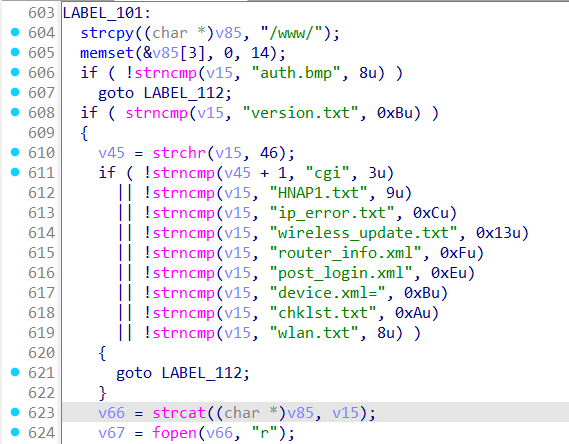 603 LABEL_101:
604 strcpy((char *)v85, "/www/");
605 memset(&v85[3], 0, 14);
606 if ( !strncmp(v15, "auth.bmp", 8u) )
607 goto LABEL_112;
608 if ( strncmp(v15, "version.txt", 0xBu) )
609 {
610 v45 = strchr(v15, 46);
611 if ( !strncmp(v45 + 1, "cgi", 3u)
612 || !strncmp(v15, "HNAP1.txt", 9u)
613 || !strncmp(v15, "ip_error.txt", 0xCu)
614 || !strncmp(v15, "wireless_update.txt", 0x13u)
615 || !strncmp(v15, "router_info.xml", 0xFu)
616 || !strncmp(v15, "post_login.xml", 0xEu)
617 || !strncmp(v15, "device.xml=", 0xBu)
618 || !strncmp(v15, "chklst.txt", 0xAu)
619 || !strncmp(v15, "wlan.txt", 8u) )
620 {
621 goto LABEL_112;
622 }
623 v66 = strcat((char *)v85, v15);
624 v67 = fopen(v66, "r");